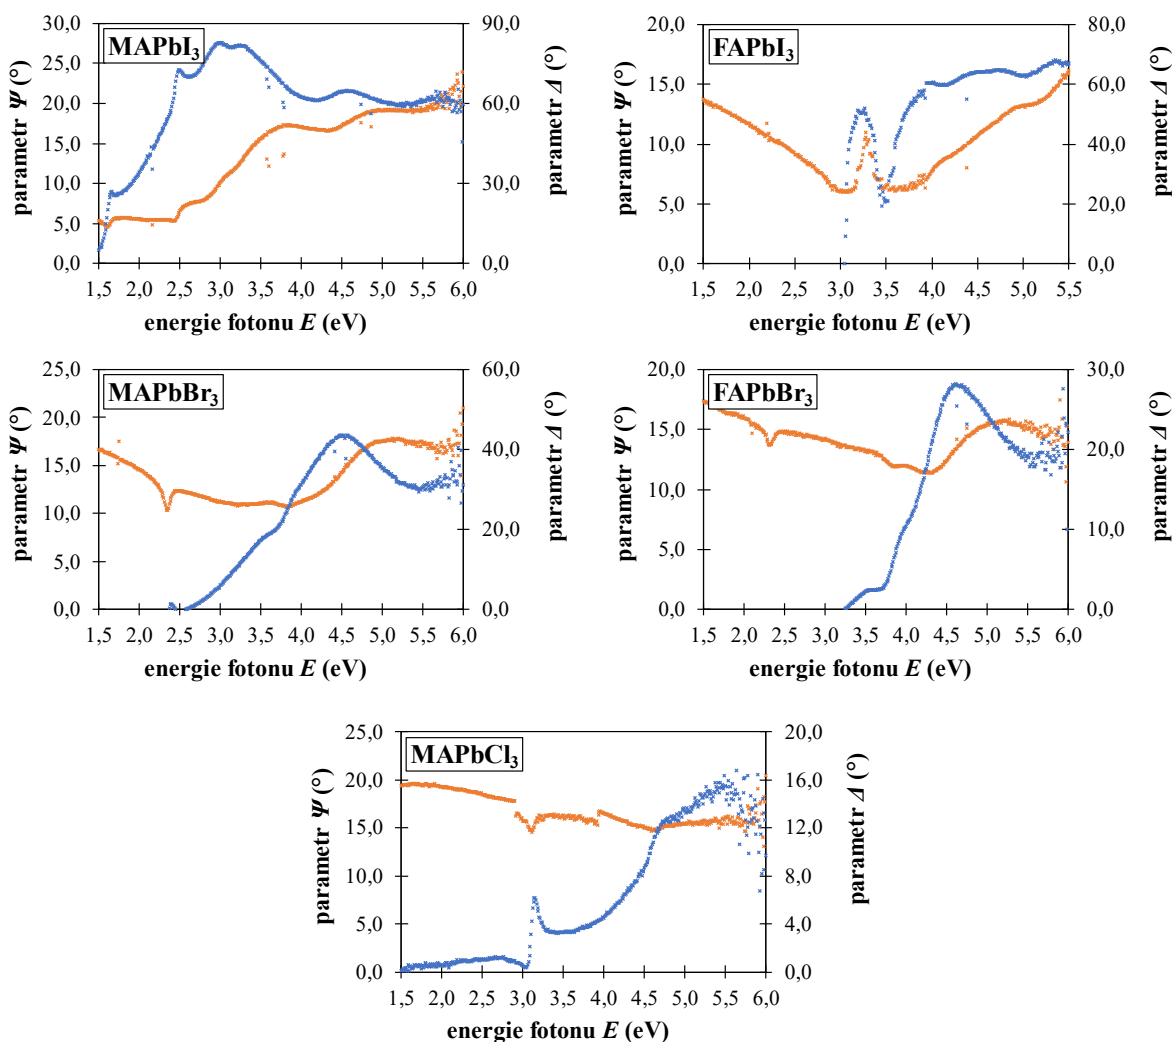 MAPbI₃
parametr Ψ (°)
30,0
25,0
20,0
15,0
10,0
5,0
0,0
90,0
60,0
30,0
0,0
parametr Δ (°)
1,5 2,0 2,5 3,0 3,5 4,0 4,5 5,0 5,5 6,0
energie fotonu E (eV)
FAPbI₃
parametr Ψ (°)
20,0
15,0
10,0
5,0
0,0
80,0
60,0
40,0
20,0
0,0
parametr Δ (°)
1,5 2,0 2,5 3,0 3,5 4,0 4,5 5,0 5,5
energie fotonu E (eV)
MAPbBr₃
parametr Ψ (°)
25,0
20,0
15,0
10,0
5,0
0,0
60,0
40,0
20,0
0,0
parametr Δ (°)
1,5 2,0 2,5 3,0 3,5 4,0 4,5 5,0 5,5 6,0
energie fotonu E (eV)
FAPbBr₃
parametr Ψ (°)
20,0
15,0
10,0
5,0
0,0
30,0
20,0
10,0
0,0
parametr Δ (°)
1,5 2,0 2,5 3,0 3,5 4,0 4,5 5,0 5,5 6,0
energie fotonu E (eV)
MAPbCl₃
parametr Ψ (°)
25,0
20,0
15,0
10,0
5,0
0,0
20,0
16,0
12,0
8,0
4,0
0,0
parametr Δ (°)
1,5 2,0 2,5 3,0 3,5 4,0 4,5 5,0 5,5 6,0
energie fotonu E (eV)